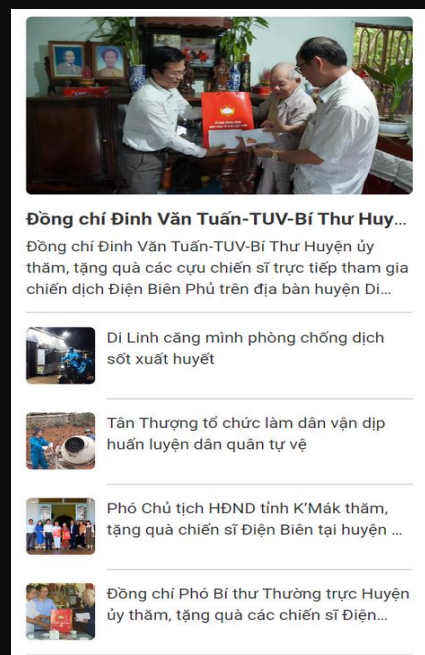 Đồng chí Đinh Văn Tuấn-TUV-Bí Thư Huy...
Đồng chí Đinh Văn Tuấn-TUV-Bí Thư Huyện ủy
thăm, tặng quà các cựu chiến sĩ trực tiếp tham gia
chiến dịch Điện Biên Phủ trên địa bàn huyện Di...
Di Linh căng mình phòng chống dịch
sốt xuất huyết
Tân Thượng tổ chức làm dân vận dịp
huấn luyện dân quân tự vệ
Phó Chủ tịch HĐND tỉnh K’Mák thăm,
tặng quà chiến sĩ Điện Biên tại huyện ...
Đồng chí Phó Bí thư Thường trực Huyện
ủy thăm, tặng quà các chiến sĩ Điện...